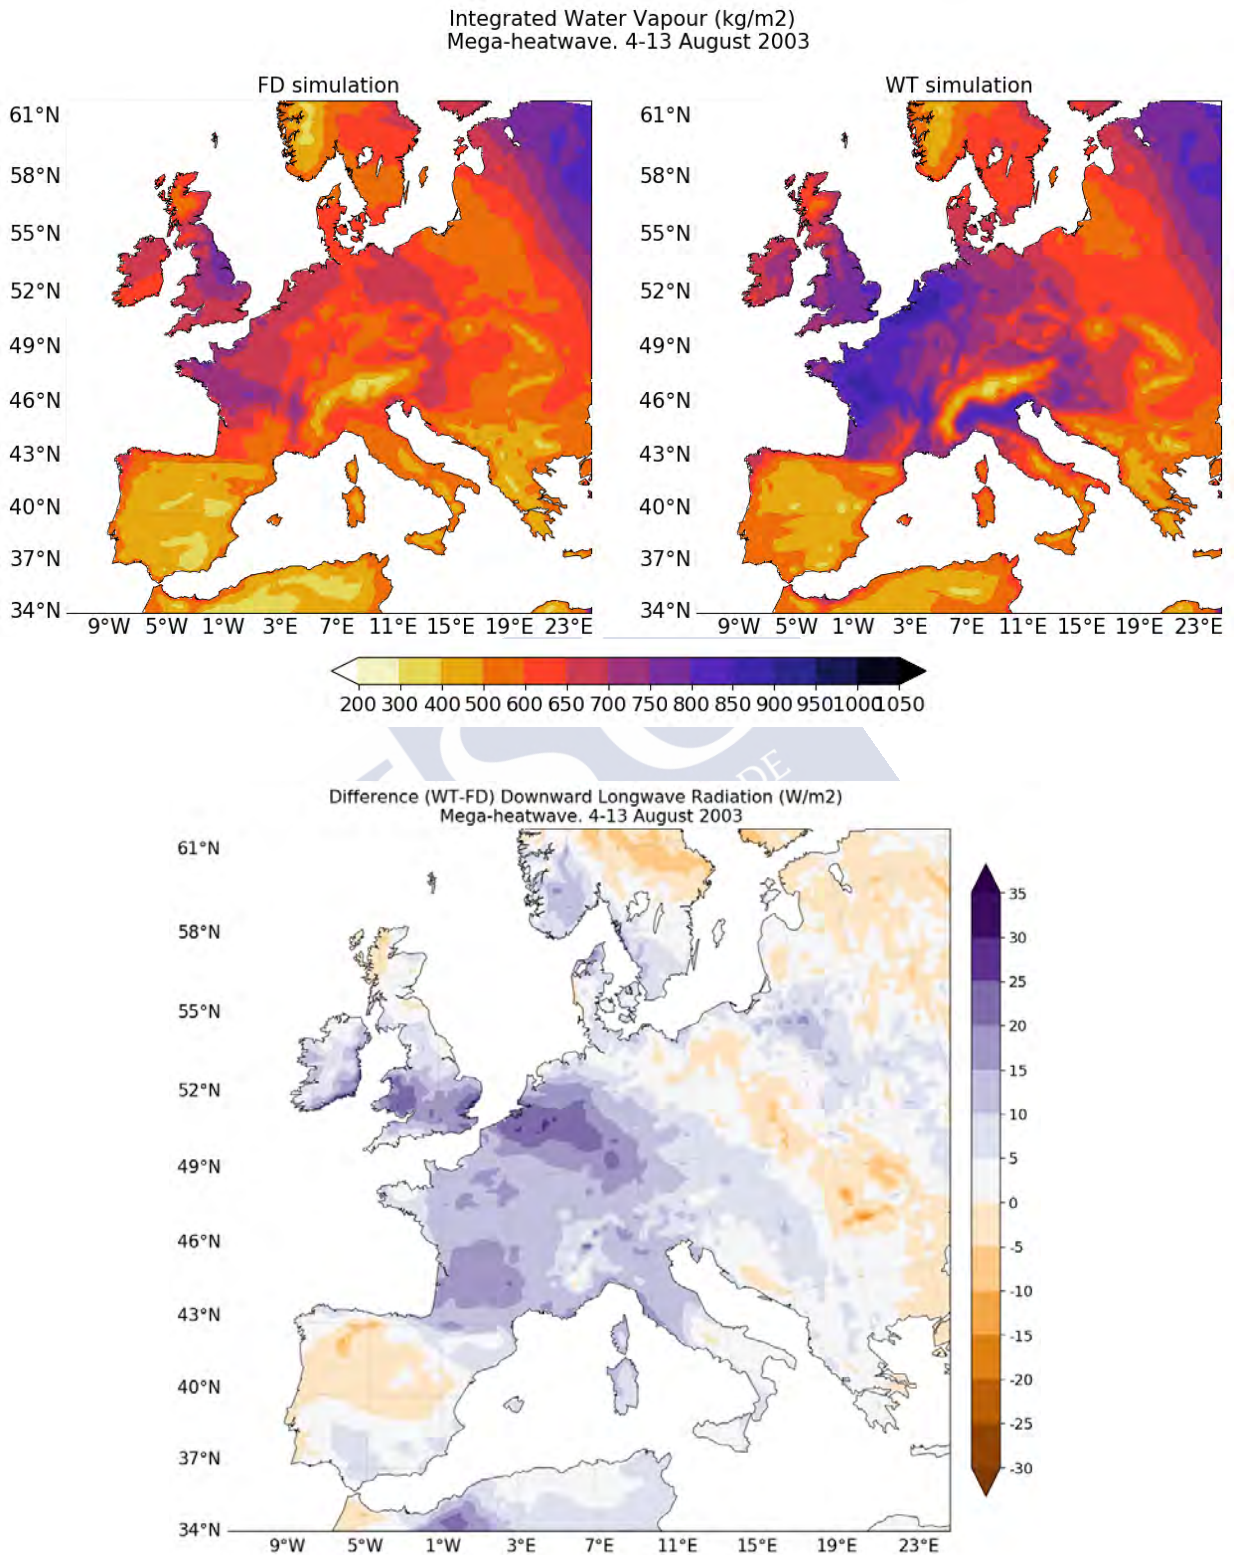 Integrated Water Vapour (kg/m2)
Mega-heatwave. 4-13 August 2003
FD simulation
WT simulation
61°N
58°N
55°N
52°N
49°N
46°N
43°N
40°N
37°N
34°N
9°W 5°W 1°W 3°E 7°E 11°E 15°E 19°E 23°E
61°N
58°N
55°N
52°N
49°N
46°N
43°N
40°N
37°N
34°N
9°W 5°W 1°W 3°E 7°E 11°E 15°E 19°E 23°E
200 300 400 500 600 650 700 750 800 850 900 950 1000 1050
DE
Difference (WT-FD) Downward Longwave Radiation (W/m2)
Mega-heatwave. 4-13 August 2003
61°N
58°N
55°N
52°N
49°N
46°N
43°N
40°N
37°N
34°N
9°W 5°W 1°W 3°E 7°E 11°E 15°E 19°E 23°E
35
30
25
20
15
10
5
0
-5
-10
-15
-20
-25
-30